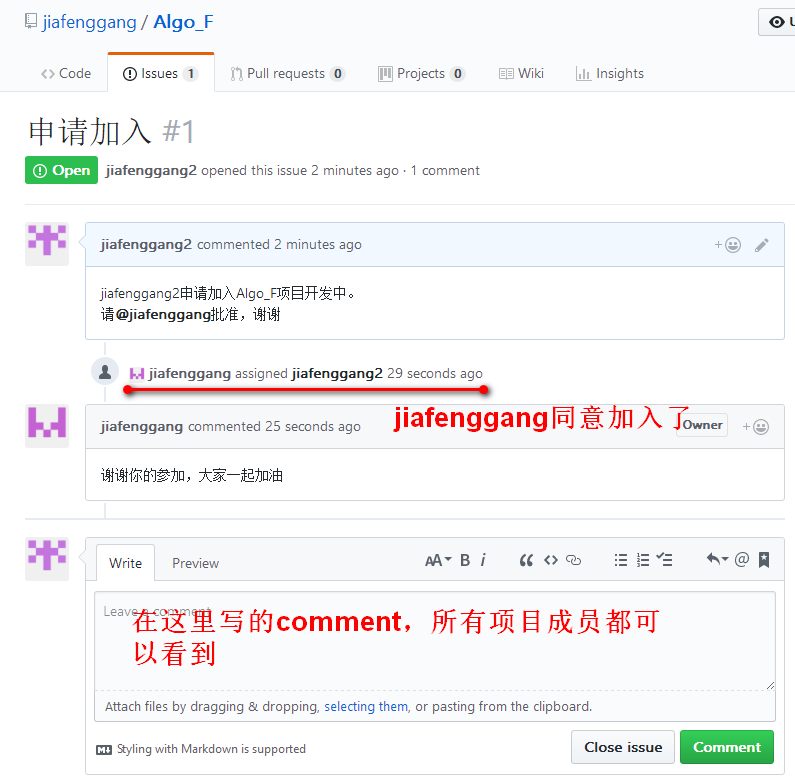 jiafenggang / Algo_F
Code Issues 1 Pull requests 0 Projects 0 Wiki Insights
申请加入 #1
Open jiafenggang2 opened this issue 2 minutes ago · 1 comment
jiafenggang2 commented 2 minutes ago
jiafenggang2申请加入Algo_F项目开发中。
请@jiafenggang批准，谢谢
jiafenggang assigned jiafenggang2 29 seconds ago
jiafenggang commented 25 seconds ago
jiafenggang同意加入了
Owner
谢谢你的参加，大家一起加油
Write Preview
AA B i
Leave a comment
在这里写的comment，所有项目成员都可
以看到
Attach files by dragging & dropping, selecting them, or pasting from the clipboard.
Styling with Markdown is supported
Close issue Comment